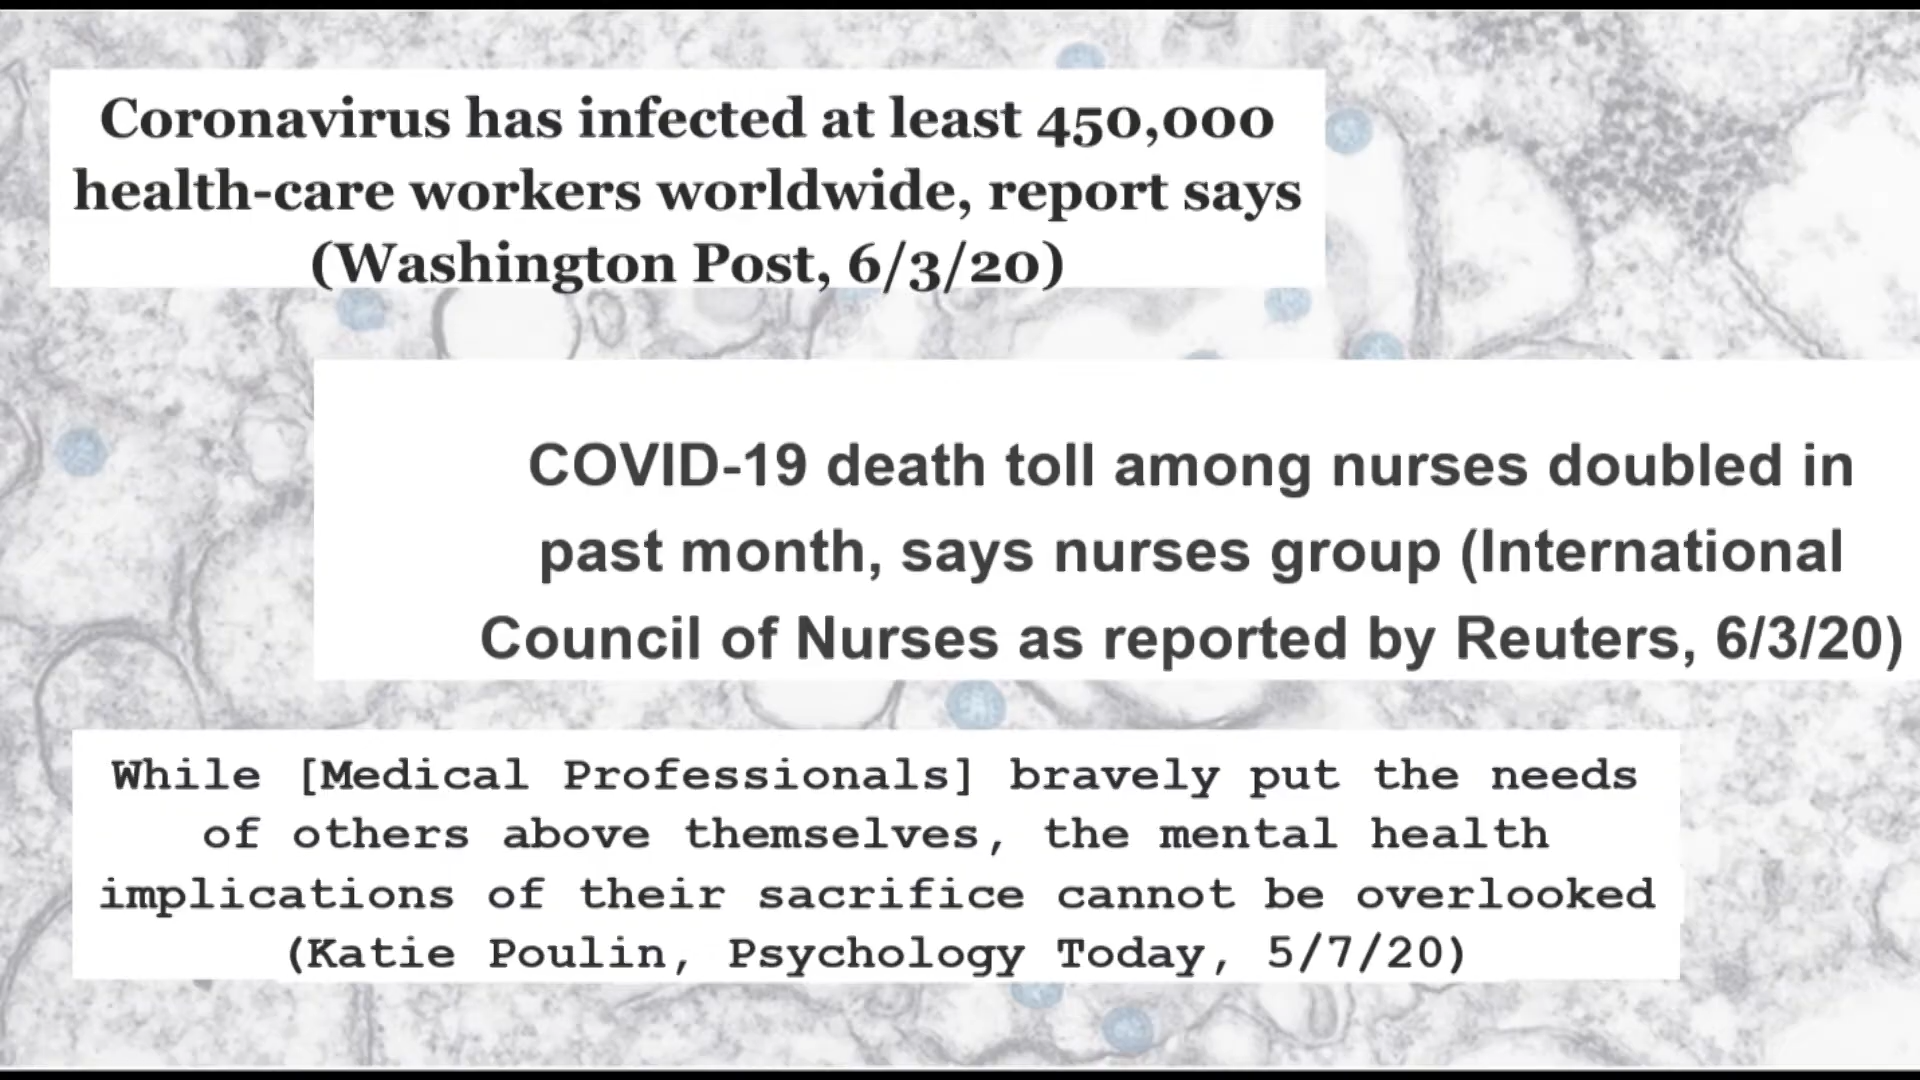 Coronavirus has infected at least 450,000
health-care workers worldwide, report says
(Washington Post, 6/3/20)
COVID-19 death toll among nurses doubled in
past month, says nurses group (International
Council of Nurses as reported by Reuters, 6/3/20)
While [Medical Professionals] bravely put the needs
of others above themselves, the mental health
implications of their sacrifice cannot be overlooked
(Katie Poulin, Psychology Today, 5/7/20)